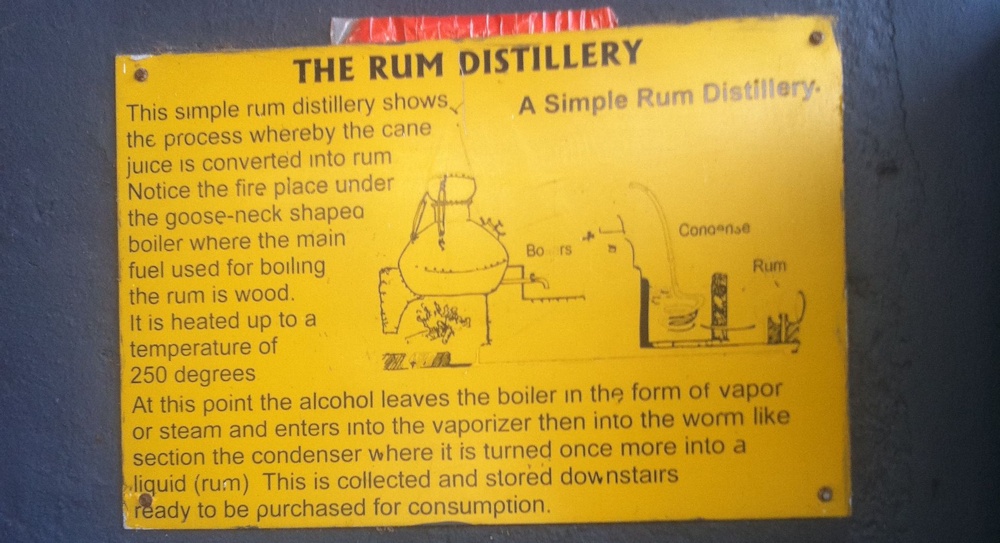 THE RUM DISTILLERY
A Simple Rum Distillery.
This simple rum distillery shows
the process whereby the cane
juice is converted into rum
Notice the fire place under
the goose-neck shaped
boiler where the main
fuel used for boiling
the rum is wood.
It is heated up to a
temperature of
250 degrees
Condense
Rum
At this point the alcohol leaves the boiler in the form of vapor
or steam and enters into the vaporizer then into the worm like
section the condenser where it is turned once more into a
liquid (rum) This is collected and stored downstairs
ready to be purchased for consumption.